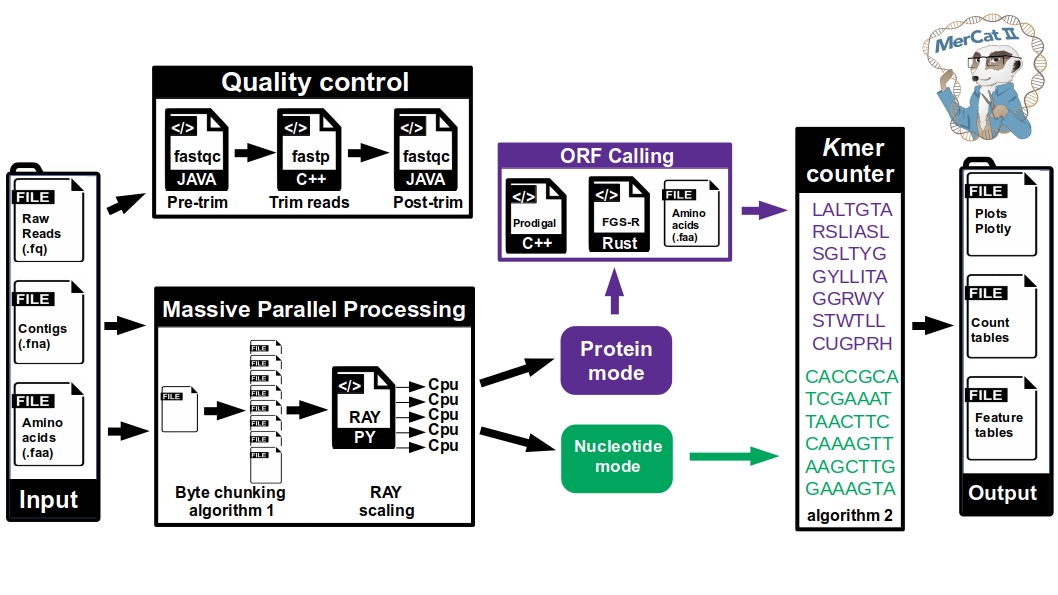 MerCat II
Quality control
</>
fastqc
JAVA
Pre-trim
</>
fastp
C++
Trim reads
</>
fastqc
JAVA
Post-trim
FILE
Raw
Reads
(.fq)
FILE
Contigs
(.fna)
FILE
Amino
acids
(.faa)
Input
Massive Parallel Processing
FILE
FILE
FILE
FILE
FILE
FILE
FILE
FILE
FILE
Byte chunking
algorithm 1
</>
RAY
PY
Cpu
Cpu
Cpu
Cpu
Cpu
RAY
scaling
ORF Calling
</>
Prodigal
C++
</>
FGS-R
Rust
FILE
Amino
acids
(.faa)
Protein
mode
Nucleotide
mode
Kmer
counter
LALTGTA
RSLIASL
SGLTYG
GYLLITA
GGRWY
STWTLL
CUGPRH
CACCGCA
TCGAAAT
TAACTTC
CAAAGTT
AAGCTTG
GAAAGTA
algorithm 2
FILE
Plots
Plotly
FILE
Count
tables
FILE
Feature
tables
Output